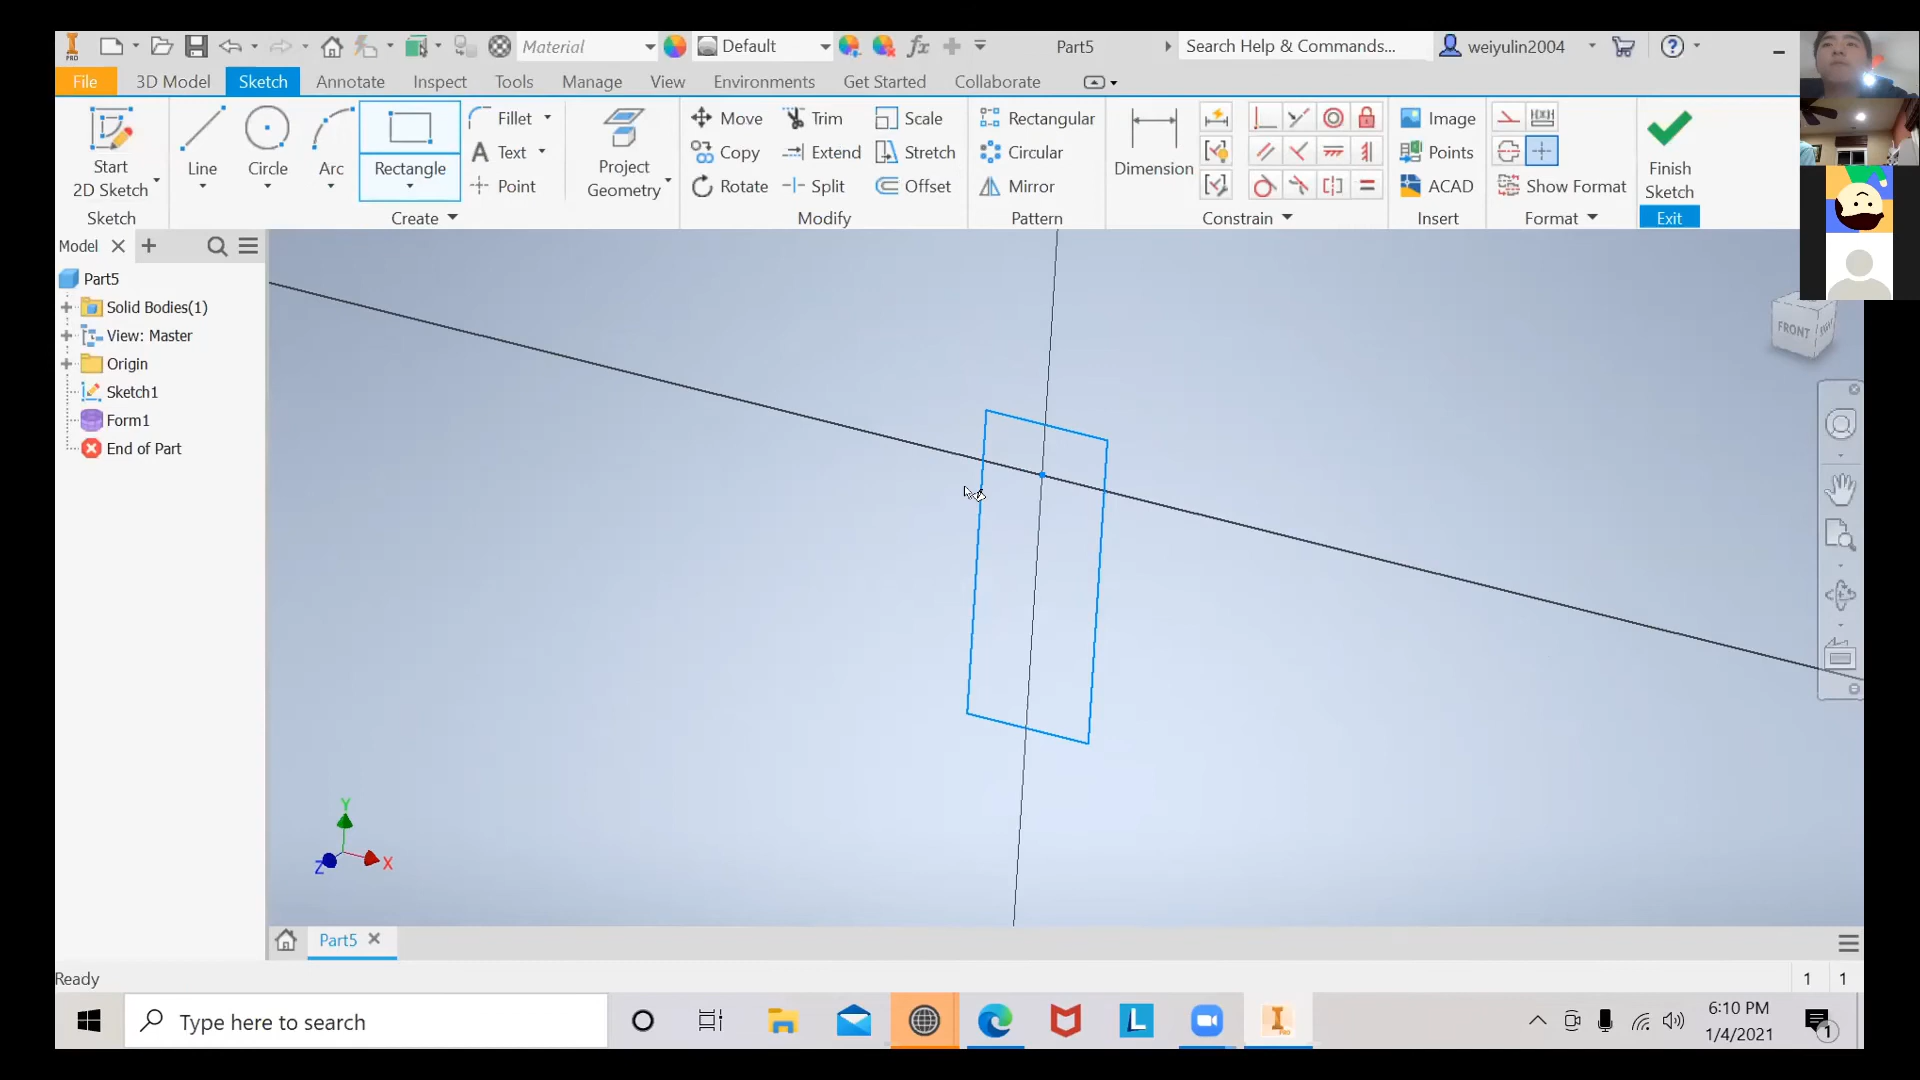 PRO
Material
Default
fx
Part5
Search Help & Commands...
weiyulin2004
File
3D Model
Sketch
Annotate
Inspect
Tools
Manage
View
Environments
Get Started
Collaborate
Start
2D Sketch
Sketch
Line
Circle
Arc
Rectangle
Fillet
Text
Point
Create
Project
Geometry
Move
Copy
Rotate
Trim
Extend
Split
Scale
Stretch
Offset
Modify
Rectangular
Circular
Mirror
Pattern
Dimension
Constrain
Image
Points
ACAD
Insert
Show Format
Format
Finish
Sketch
Exit
Model
Part5
Solid Bodies(1)
View: Master
Origin
Sketch1
Form1
End of Part
FRONT
Y
Z
X
Part5
Ready
1 1
Type here to search
L
PRO
6:10 PM
1/4/2021
1